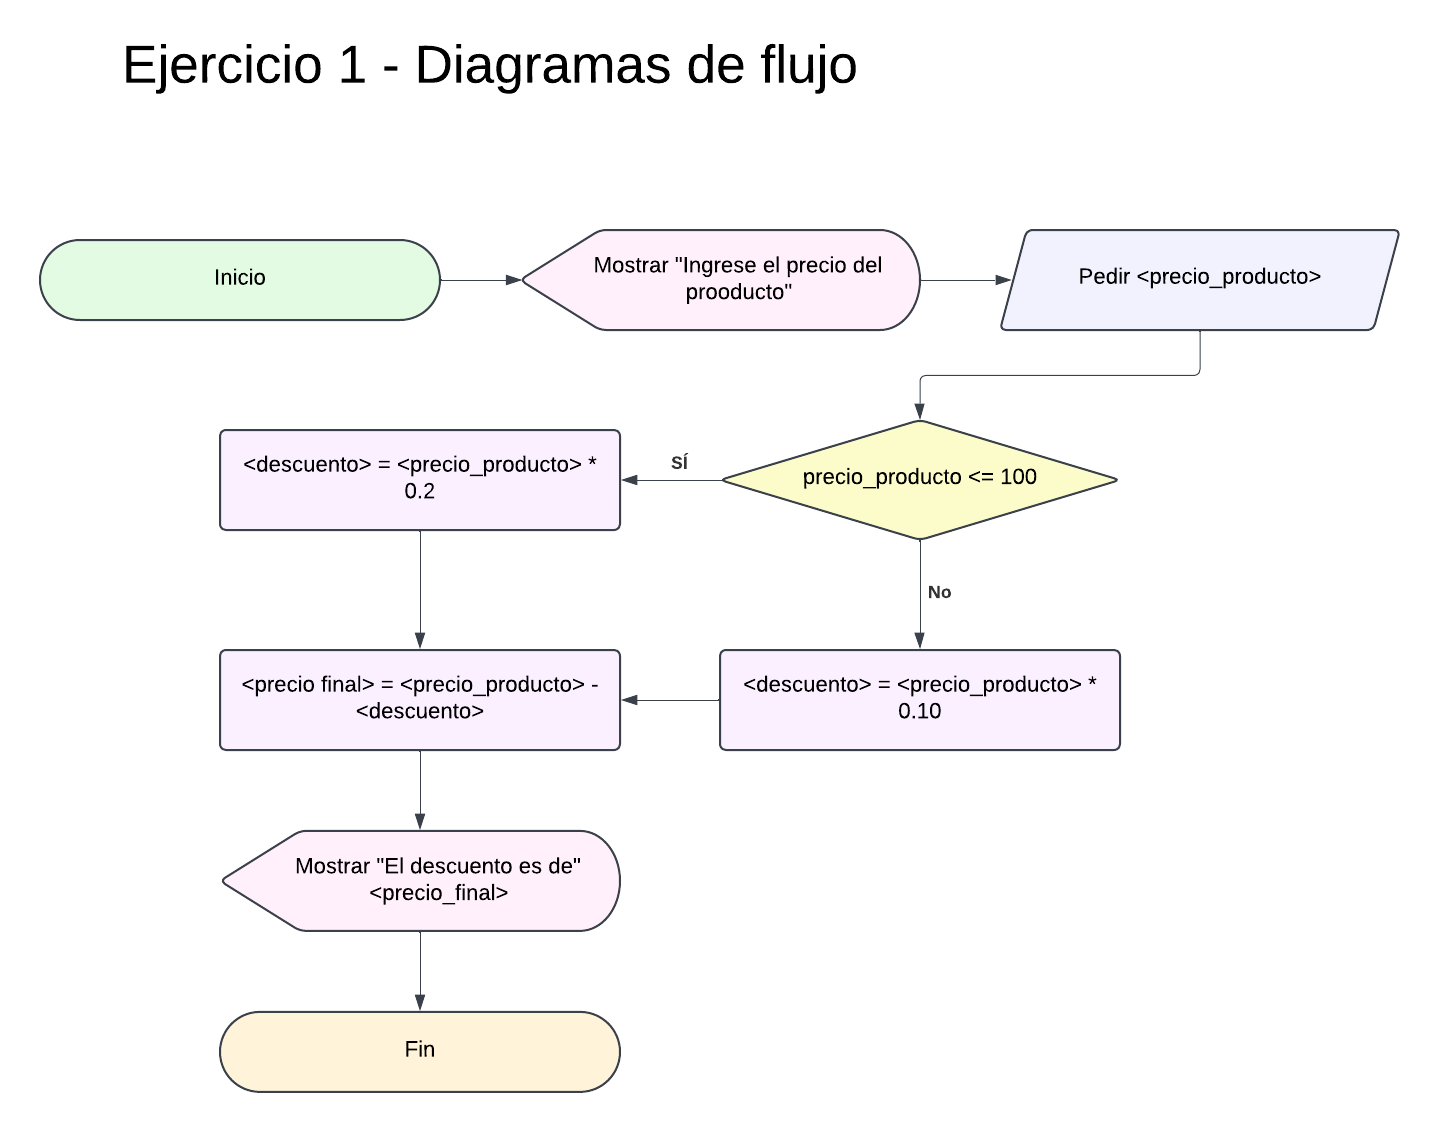 Ejercicio 1 - Diagramas de flujo
Inicio
Mostrar "Ingrese el precio del
prooducto"
Pedir <precio_producto>
precio_producto <= 100
SÍ
<descuento> = <precio_producto> *
0.2
No
<descuento> = <precio_producto> *
0.10
<precio final> = <precio_producto> -
<descuento>
Mostrar "El descuento es de"
<precio_final>
Fin